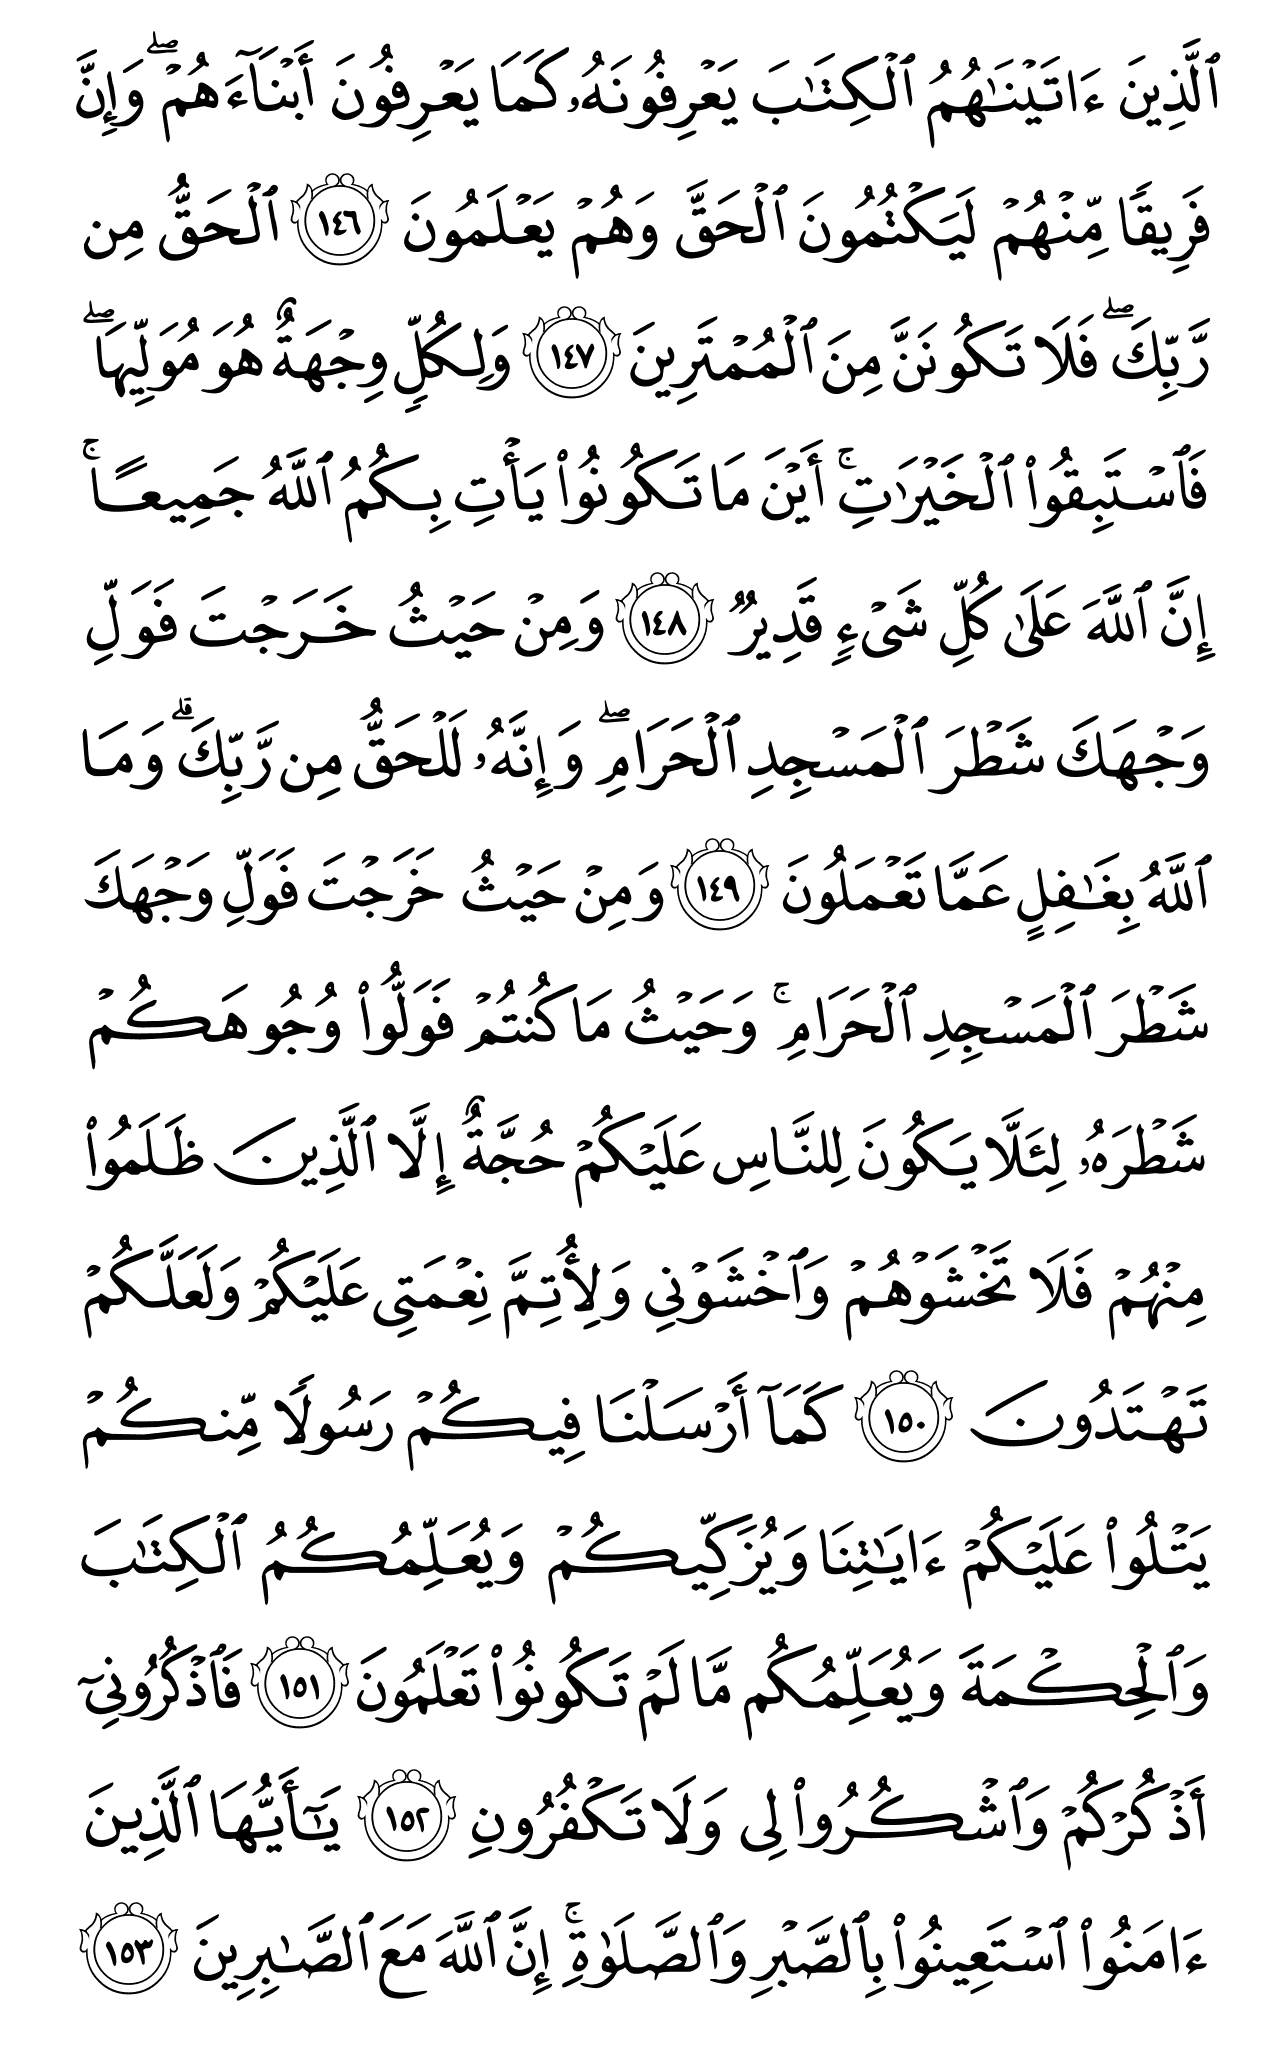 ٱلَّذِينَ ءَاتَيْنَٰهُمُ ٱلْكِتَٰبَ يَعْرِفُونَهُۥ كَمَا يَعْرِفُونَ أَبْنَآءَهُمْ ۖ وَإِنَّ
فَرِيقًا مِّنْهُمْ لَيَكْتُمُونَ ٱلْحَقَّ وَهُمْ يَعْلَمُونَ ١٤٦ ٱلْحَقُّ مِن
رَّبِّكَ ۖ فَلَا تَكُونَنَّ مِنَ ٱلْمُمْتَرِينَ ١٤٧ وَلِكُلٍّ وِجْهَةٌ هُوَ مُوَلِّيهَا ۖ
فَٱسْتَبِقُوا۟ ٱلْخَيْرَٰتِ ۚ أَيْنَ مَا تَكُونُوا۟ يَأْتِ بِكُمُ ٱللَّهُ جَمِيعًا ۚ
إِنَّ ٱللَّهَ عَلَىٰ كُلِّ شَىْءٍ قَدِيرٌ ١٤٨ وَمِنْ حَيْثُ خَرَجْتَ فَوَلِّ
وَجْهَكَ شَطْرَ ٱلْمَسْجِدِ ٱلْحَرَامِ ۖ وَإِنَّهُۥ لَلْحَقُّ مِن رَّبِّكَ ۗ وَمَا
ٱللَّهُ بِغَٰفِلٍ عَمَّا تَعْمَلُونَ ١٤٩ وَمِنْ حَيْثُ خَرَجْتَ فَوَلِّ وَجْهَكَ
شَطْرَ ٱلْمَسْجِدِ ٱلْحَرَامِ ۚ وَحَيْثُ مَا كُنتُمْ فَوَلُّوا۟ وُجُوهَكُمْ
شَطْرَهُۥ لِئَلَّا يَكُونَ لِلنَّاسِ عَلَيْكُمْ حُجَّةٌ إِلَّا ٱلَّذِينَ ظَلَمُوا۟
مِنْهُمْ فَلَا تَخْشَوْهُمْ وَٱخْشَوْنِى وَلِأُتِمَّ نِعْمَتِى عَلَيْكُمْ وَلَعَلَّكُمْ
تَهْتَدُونَ ١٥٠ كَمَآ أَرْسَلْنَا فِيكُمْ رَسُولًا مِّنكُمْ
يَتْلُوا۟ عَلَيْكُمْ ءَايَٰتِنَا وَيُزَكِّيكُمْ وَيُعَلِّمُكُمُ ٱلْكِتَٰبَ
وَٱلْحِكْمَةَ وَيُعَلِّمُكُم مَّا لَمْ تَكُونُوا۟ تَعْلَمُونَ ١٥١ فَٱذْكُرُونِىٓ
أَذْكُرْكُمْ وَٱشْكُرُوا۟ لِى وَلَا تَكْفُرُونِ ١٥٢ يَٰٓأَيُّهَا ٱلَّذِينَ
ءَامَنُوا۟ ٱسْتَعِينُوا۟ بِٱلصَّبْرِ وَٱلصَّلَوٰةِ ۚ إِنَّ ٱللَّهَ مَعَ ٱلصَّٰبِرِينَ ١٥٣